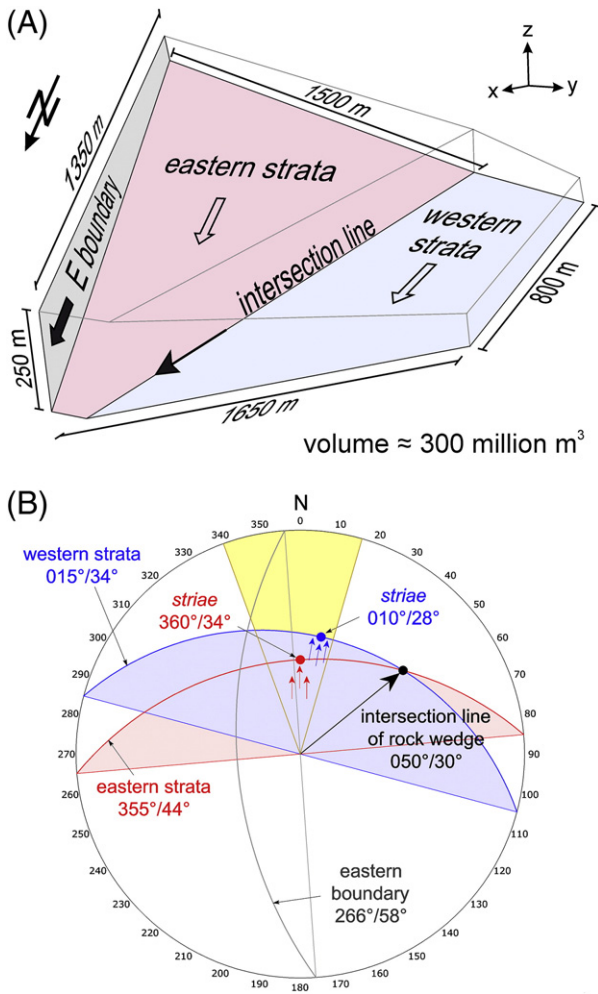 (A)
z
x
y
N
1350 m
1500 m
E boundary
eastern strata
western
strata
intersection line
800 m
250 m
1650 m
volume ≈ 300 million m³
(B)
N
340
350
0
10
20
330
30
320
40
310
50
300
60
290
70
280
80
270
90
260
100
250
110
240
120
230
130
220
140
210
150
200
160
190
180
170
western strata
015°/34°
striae
360°/34°
striae
010°/28°
intersection line
of rock wedge
050°/30°
eastern strata
355°/44°
eastern
boundary
266°/58°